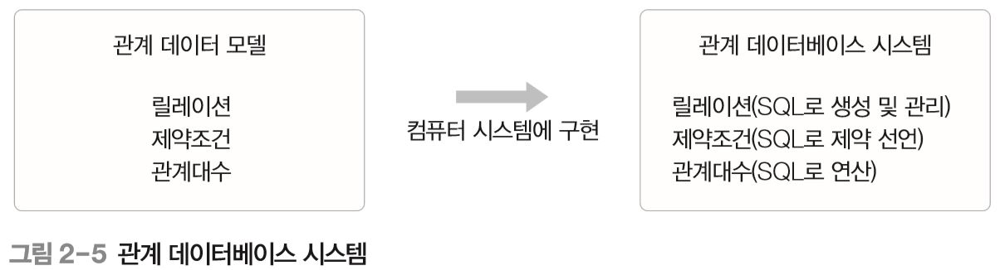 관계 데이터 모델
릴레이션
제약조건
관계대수
컴퓨터 시스템에 구현
관계 데이터베이스 시스템
릴레이션(SQL로 생성 및 관리)
제약조건(SQL로 제약 선언)
관계대수(SQL로 연산)
그림 2-5 관계 데이터베이스 시스템